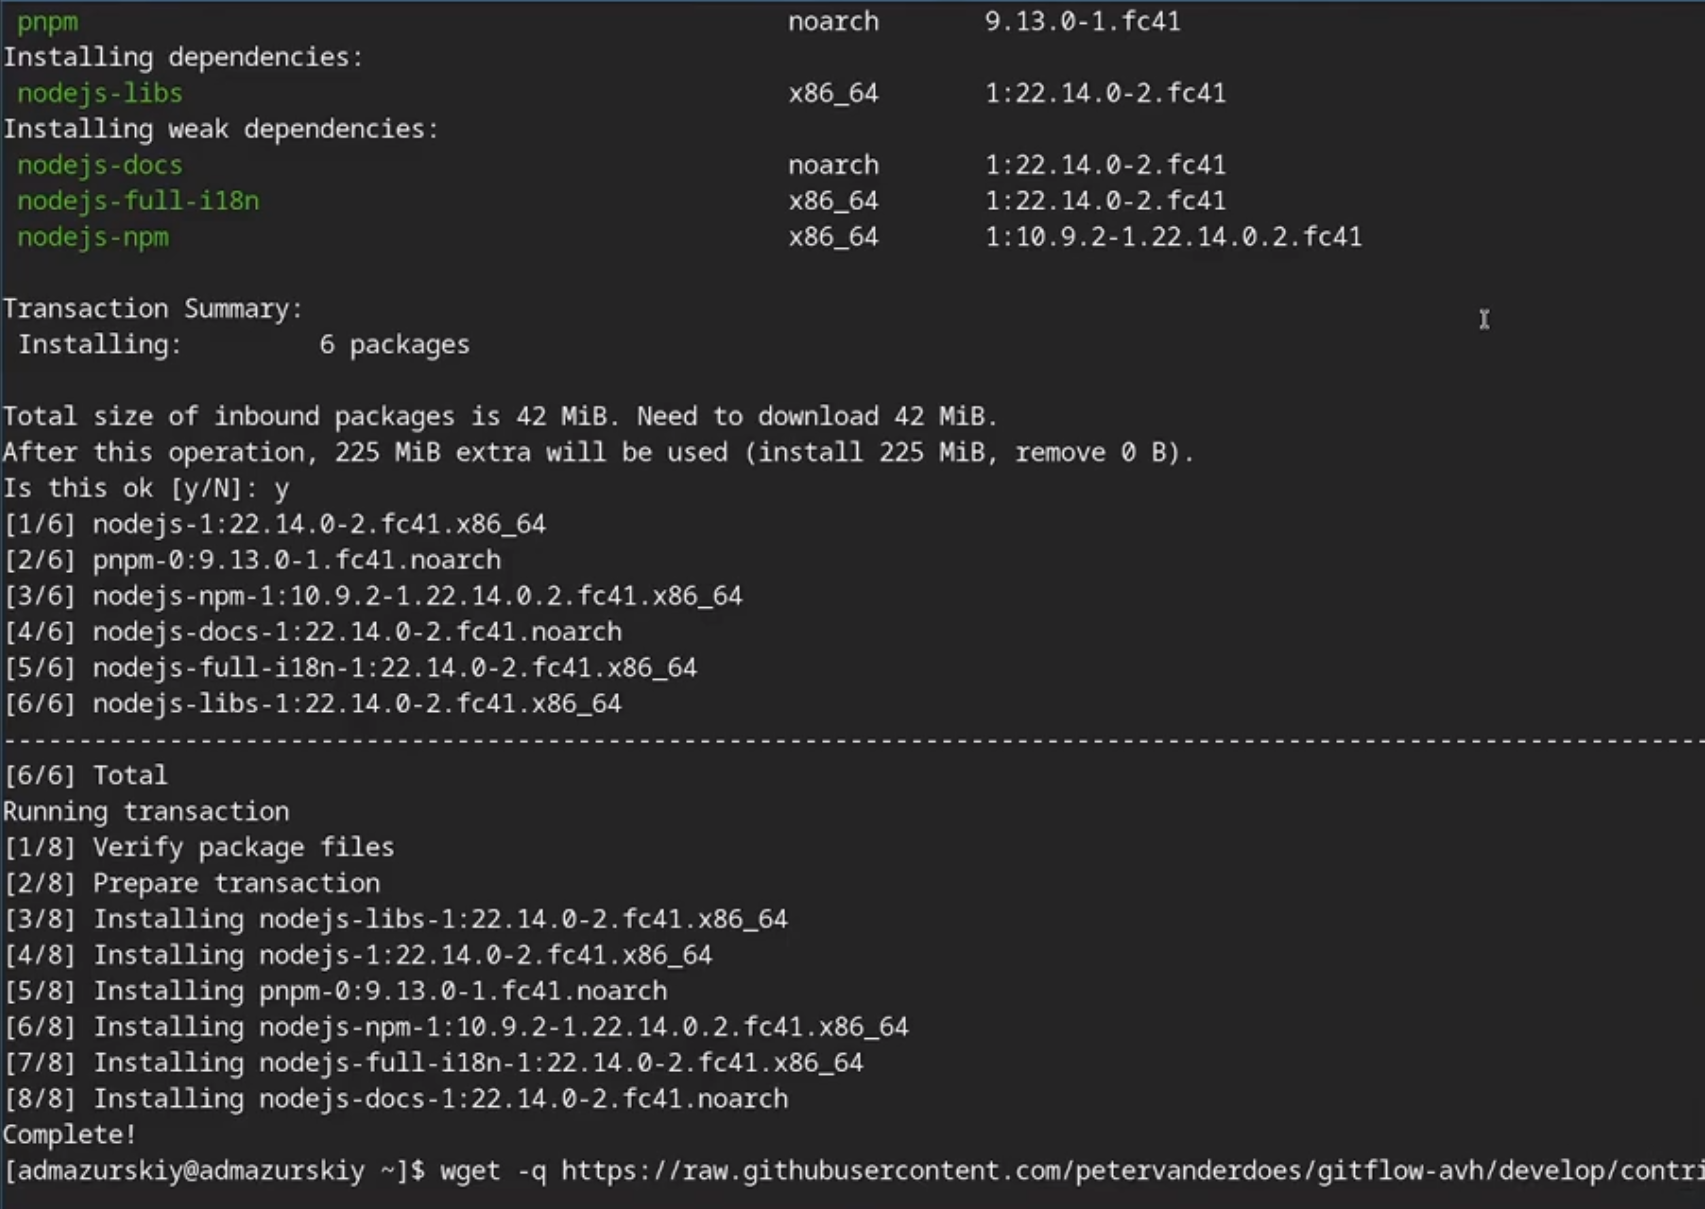 pnpm noarch 9.13.0-1.fc41
Installing dependencies:
nodejs-libs x86_64 1:22.14.0-2.fc41
Installing weak dependencies:
nodejs-docs noarch 1:22.14.0-2.fc41
nodejs-full-i18n x86_64 1:22.14.0-2.fc41
nodejs-npm x86_64 1:10.9.2-1.22.14.0.2.fc41
Transaction Summary:
Installing: 6 packages
Total size of inbound packages is 42 MiB. Need to download 42 MiB.
After this operation, 225 MiB extra will be used (install 225 MiB, remove 0 B).
Is this ok [y/N]: y
[1/6] nodejs-1:22.14.0-2.fc41.x86_64
[2/6] pnpm-0:9.13.0-1.fc41.noarch
[3/6] nodejs-npm-1:10.9.2-1.22.14.0.2.fc41.x86_64
[4/6] nodejs-docs-1:22.14.0-2.fc41.noarch
[5/6] nodejs-full-i18n-1:22.14.0-2.fc41.x86_64
[6/6] nodejs-libs-1:22.14.0-2.fc41.x86_64
--------------------------------------------------------------------------------
[6/6] Total
Running transaction
[1/8] Verify package files
[2/8] Prepare transaction
[3/8] Installing nodejs-libs-1:22.14.0-2.fc41.x86_64
[4/8] Installing nodejs-1:22.14.0-2.fc41.x86_64
[5/8] Installing pnpm-0:9.13.0-1.fc41.noarch
[6/8] Installing nodejs-npm-1:10.9.2-1.22.14.0.2.fc41.x86_64
[7/8] Installing nodejs-full-i18n-1:22.14.0-2.fc41.x86_64
[8/8] Installing nodejs-docs-1:22.14.0-2.fc41.noarch
Complete!
[admazurskiy@admazurskiy ~]$ wget -q https://raw.githubusercontent.com/petervanderdoes/gitflow-avh/develop/contri